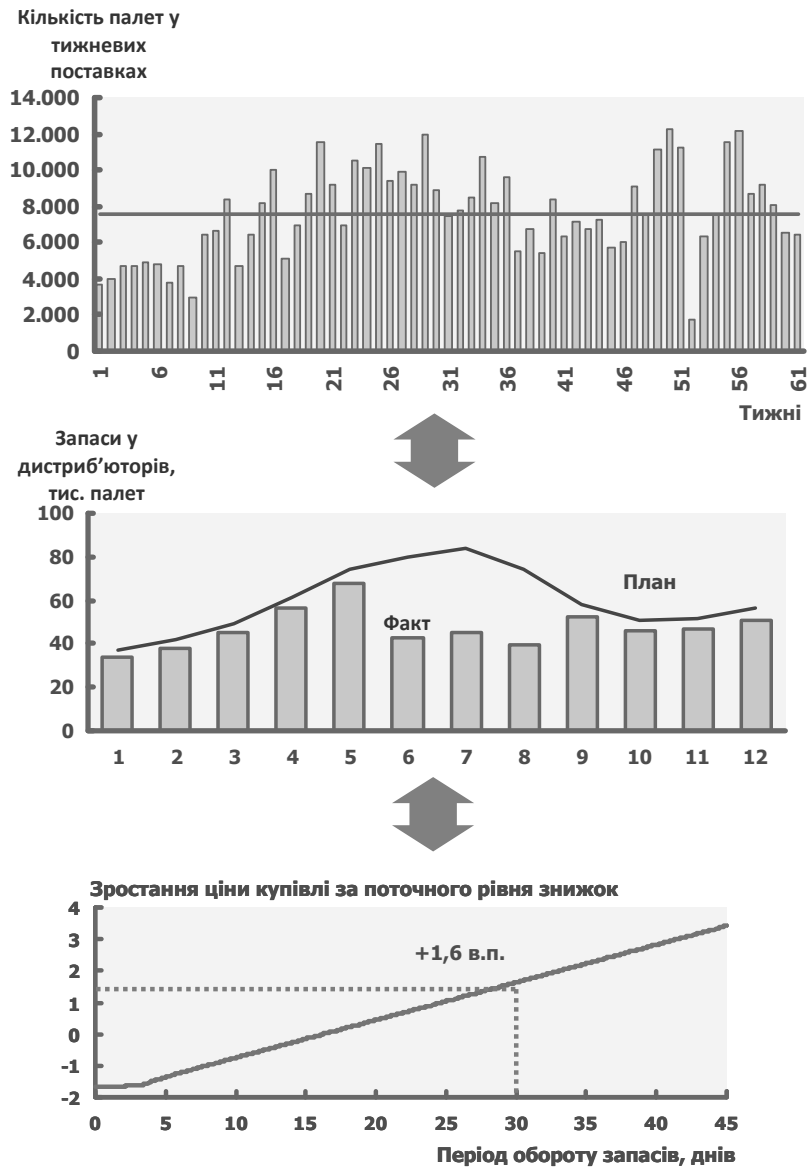 Кількість палет у
тижневих
поставках
14.000
12.000
10.000
8.000
6.000
4.000
2.000
0
1 6 11 16 21 26 31 36 41 46 51 56 61
Тижні
Запаси у
дистриб’юторів,
тис. палет
100
80
60
40
20
0
План
Факт
1 2 3 4 5 6 7 8 9 10 11 12
Зростання ціни купівлі за поточного рівня знижок
4
3
2
1
0
-1
-2
+1,6 в.п.
0 5 10 15 20 25 30 35 40 45
Період обороту запасів, днів